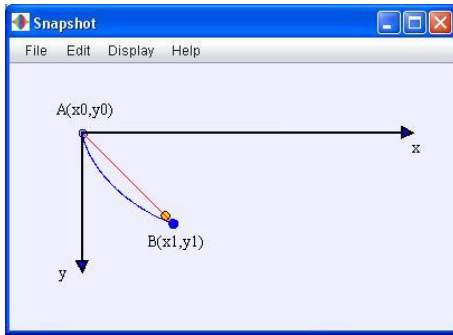 Snapshot
File Edit Display Help
A(x0,y0)
x
B(x1,y1)
y